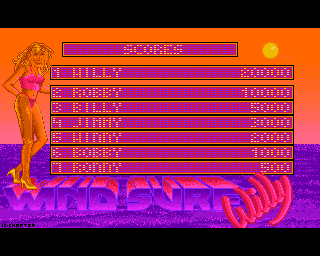 SCORES
1 WILLY 20000
2 BOBBY 10000
3 BILLY 5000
4 JIMMY 3000
5 WINDY 2000
6 BOBBY 1000
7 RONNY 500
WIND SURF
Willy